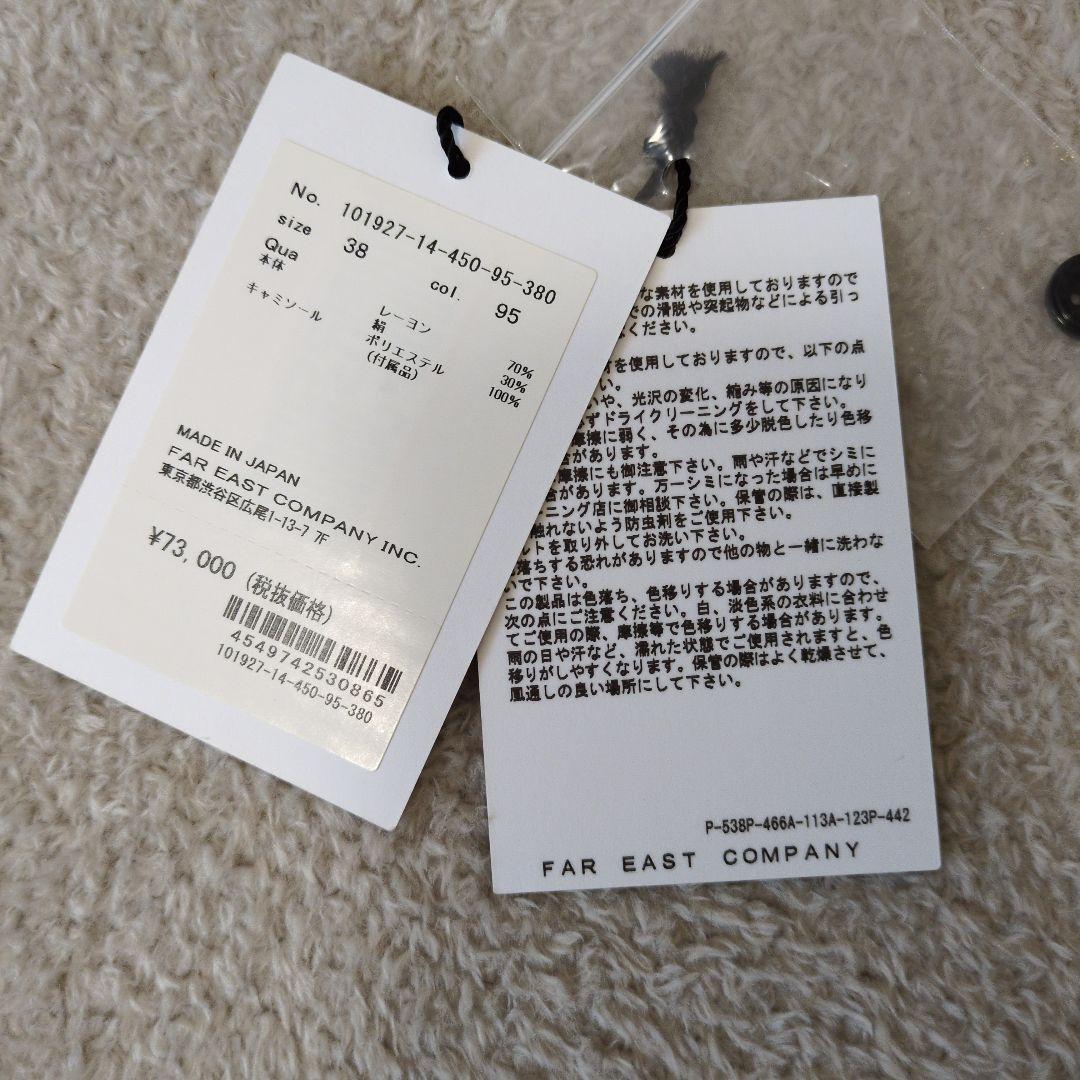 No. 101927-14-450-95-380
size 38 col. 95
Qua
本体 レーヨン 70%
絹 30%
キャミソール ポリエステル 100%
(付属品)
MADE IN JAPAN
FAR EAST COMPANY INC.
東京都渋谷区広尾1-13-7 7F
¥73,000 (税抜価格)
4549742530865
101927-14-450-95-380
な素材を使用しておりますので
での滑脱や突起物などによる引っ
ください。
を使用しておりますので、以下の点
い。
いや、光沢の変化、縮み等の原因になり
ずドライクリーニングをして下さい。
摩擦に弱く、その為に多少脱色したり色移
があります。
摩擦にも御注意下さい。雨や汗などでシミに
合があります。万一シミになった場合は早めに
ーニング店に御相談下さい。保管の際は、直接製
触れないよう防虫剤をご使用下さい。
ルトを取り外してお洗い下さい。
落ちする恐れがありますので他の物と一緒に洗わな
いで下さい。
この製品は色落ち、色移りする場合がありますので、
次の点にご注意ください。白、淡色系の衣料に合わせ
てご使用の際、摩擦等で色移りする場合があります。
雨の日や汗など、濡れた状態でご使用されますと、色
移りがしやすくなります。保管の際はよく乾燥させて、
風通しの良い場所にして下さい。
P-538P-466A-113A-123P-442
FAR EAST COMPANY